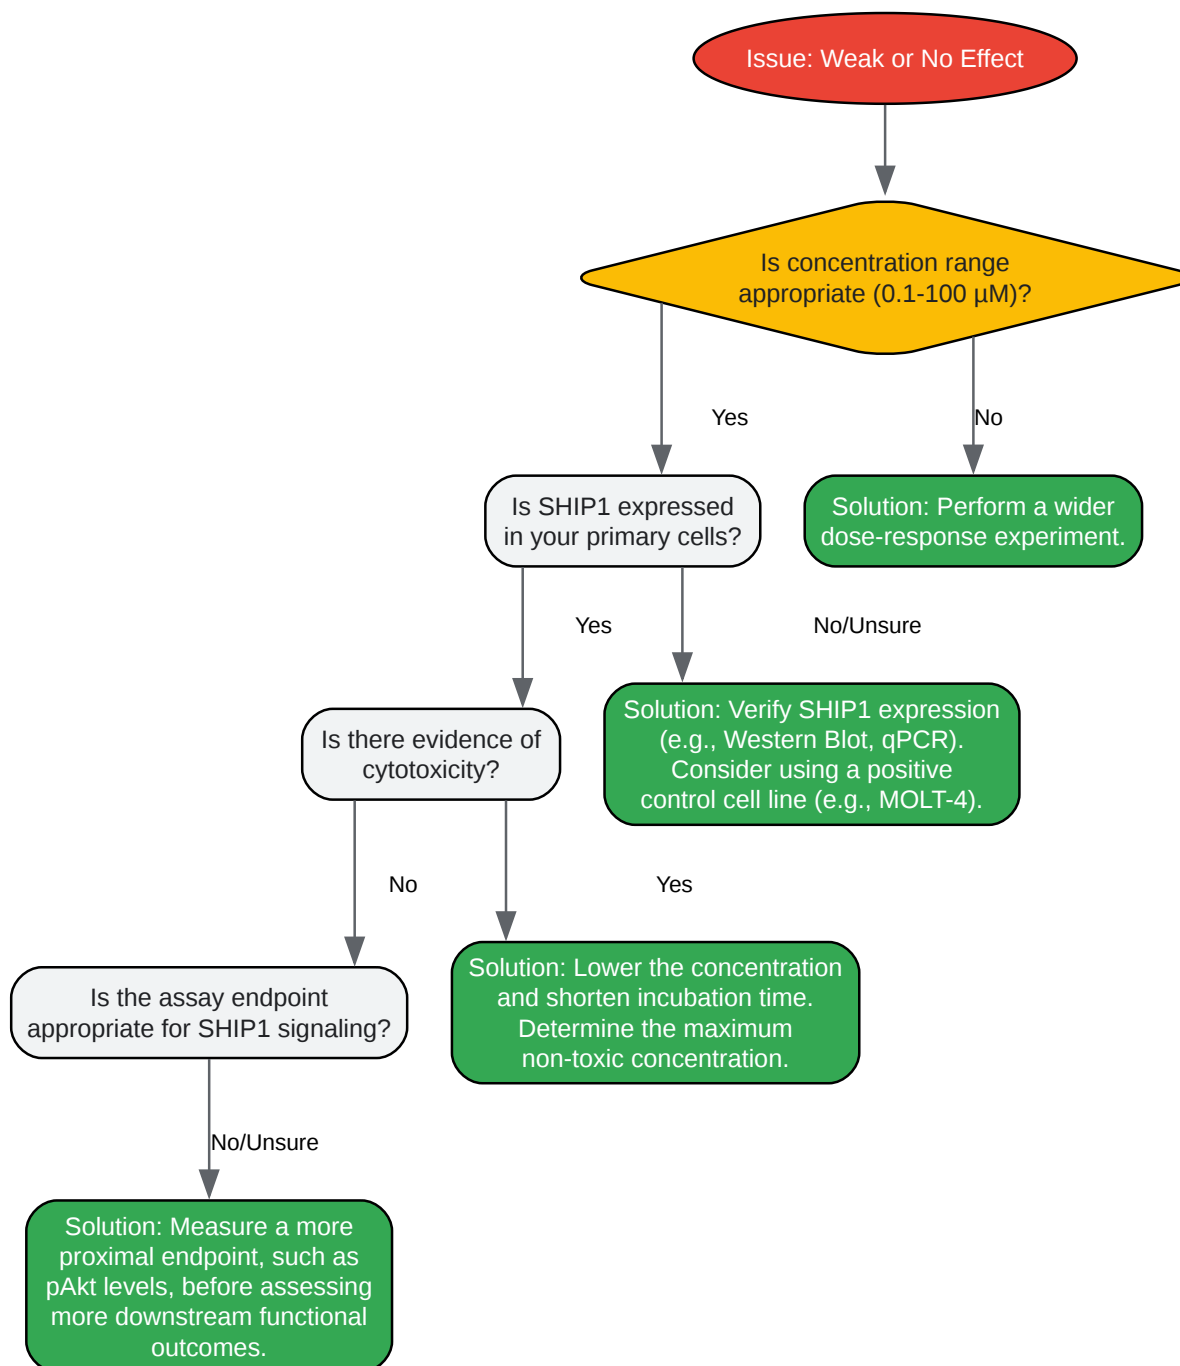 Issue: Weak or No Effect
Is concentration range
appropriate (0.1-100 µM)?
Yes
No
Is SHIP1 expressed
in your primary cells?
Solution: Perform a wider
dose-response experiment.
Yes
No/Unsure
Is there evidence of
cytotoxicity?
Solution: Verify SHIP1 expression
(e.g., Western Blot, qPCR).
Consider using a positive
control cell line (e.g., MOLT-4).
No
Yes
Is the assay endpoint
appropriate for SHIP1 signaling?
Solution: Lower the concentration
and shorten incubation time.
Determine the maximum
non-toxic concentration.
No/Unsure
Solution: Measure a more
proximal endpoint, such as
pAkt levels, before assessing
more downstream functional
outcomes.